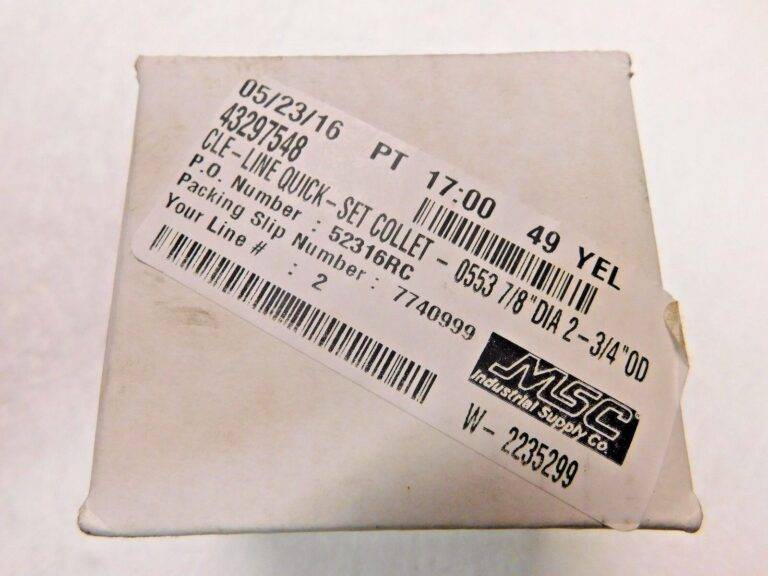 05/23/16 PT 17:00 49 YEL
43297548
CLE-LINE QUICK-SET COLLET - 0553 7/8"DIA 2-3/4"OD
P.O. Number : 52316RC
Packing Slip Number: 7740999
Your Line # : 2
MSC
Industrial Supply Co.
W- 2235299